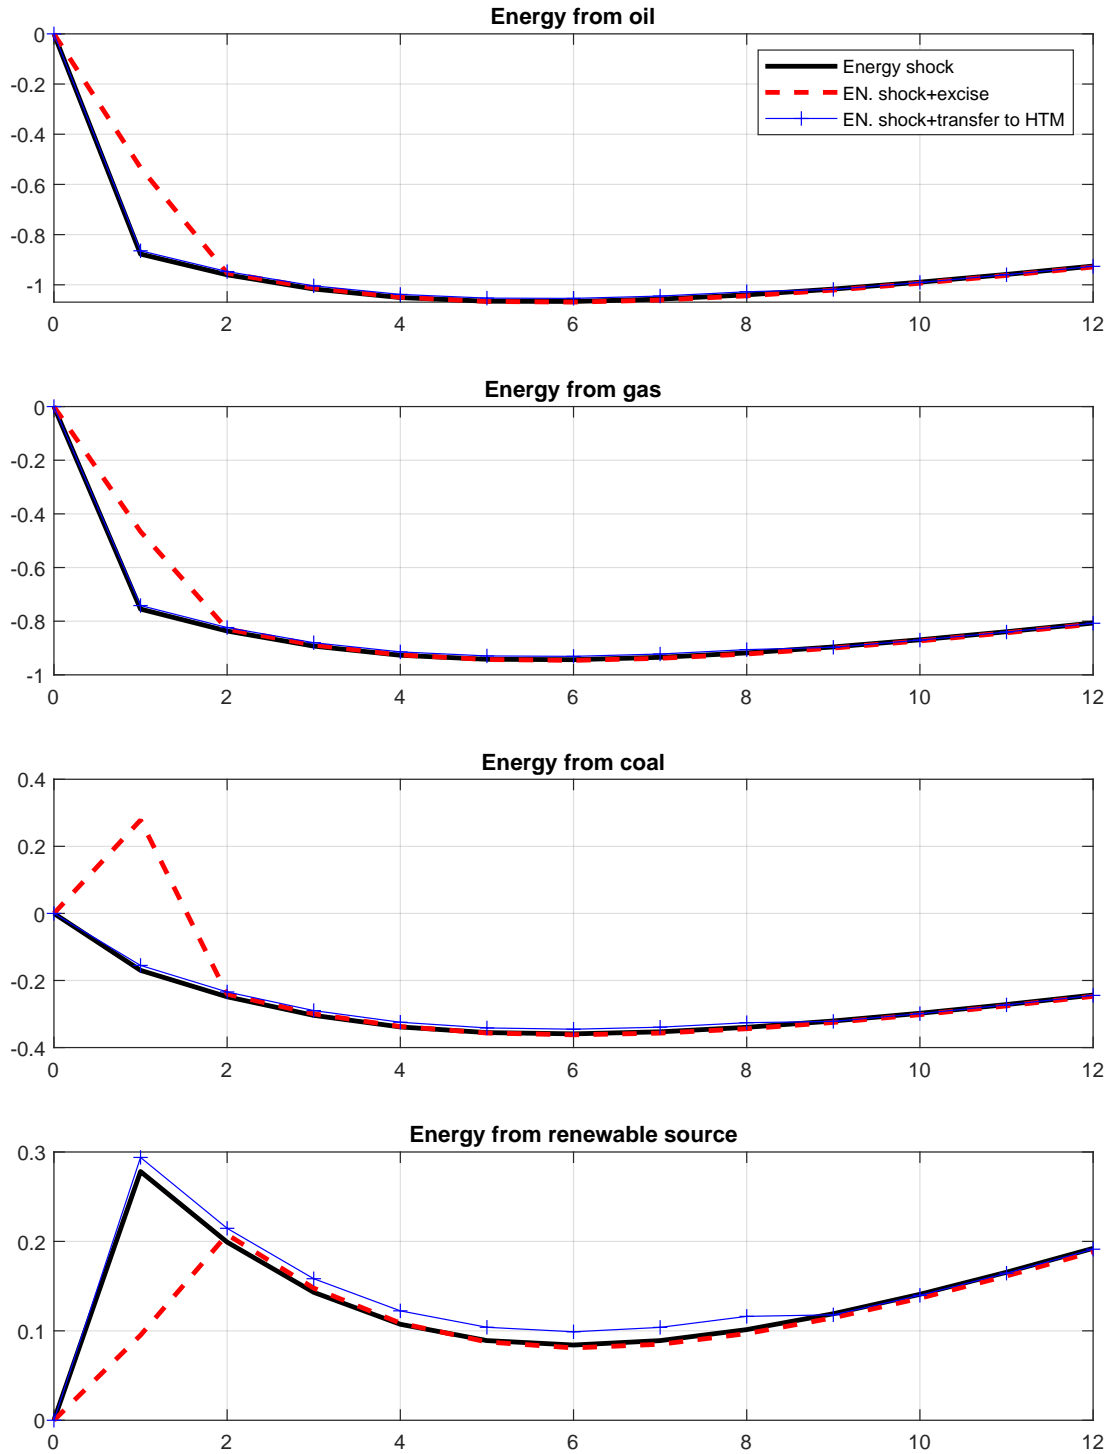 Energy from oil
0
-0.2
-0.4
-0.6
-0.8
-1
Energy shock
EN. shock+excise
EN. shock+transfer to HTM
0 2 4 6 8 10 12
Energy from gas
0
-0.2
-0.4
-0.6
-0.8
-1
0 2 4 6 8 10 12
Energy from coal
0.4
0.2
0
-0.2
-0.4
0 2 4 6 8 10 12
Energy from renewable source
0.3
0.2
0.1
0
0 2 4 6 8 10 12